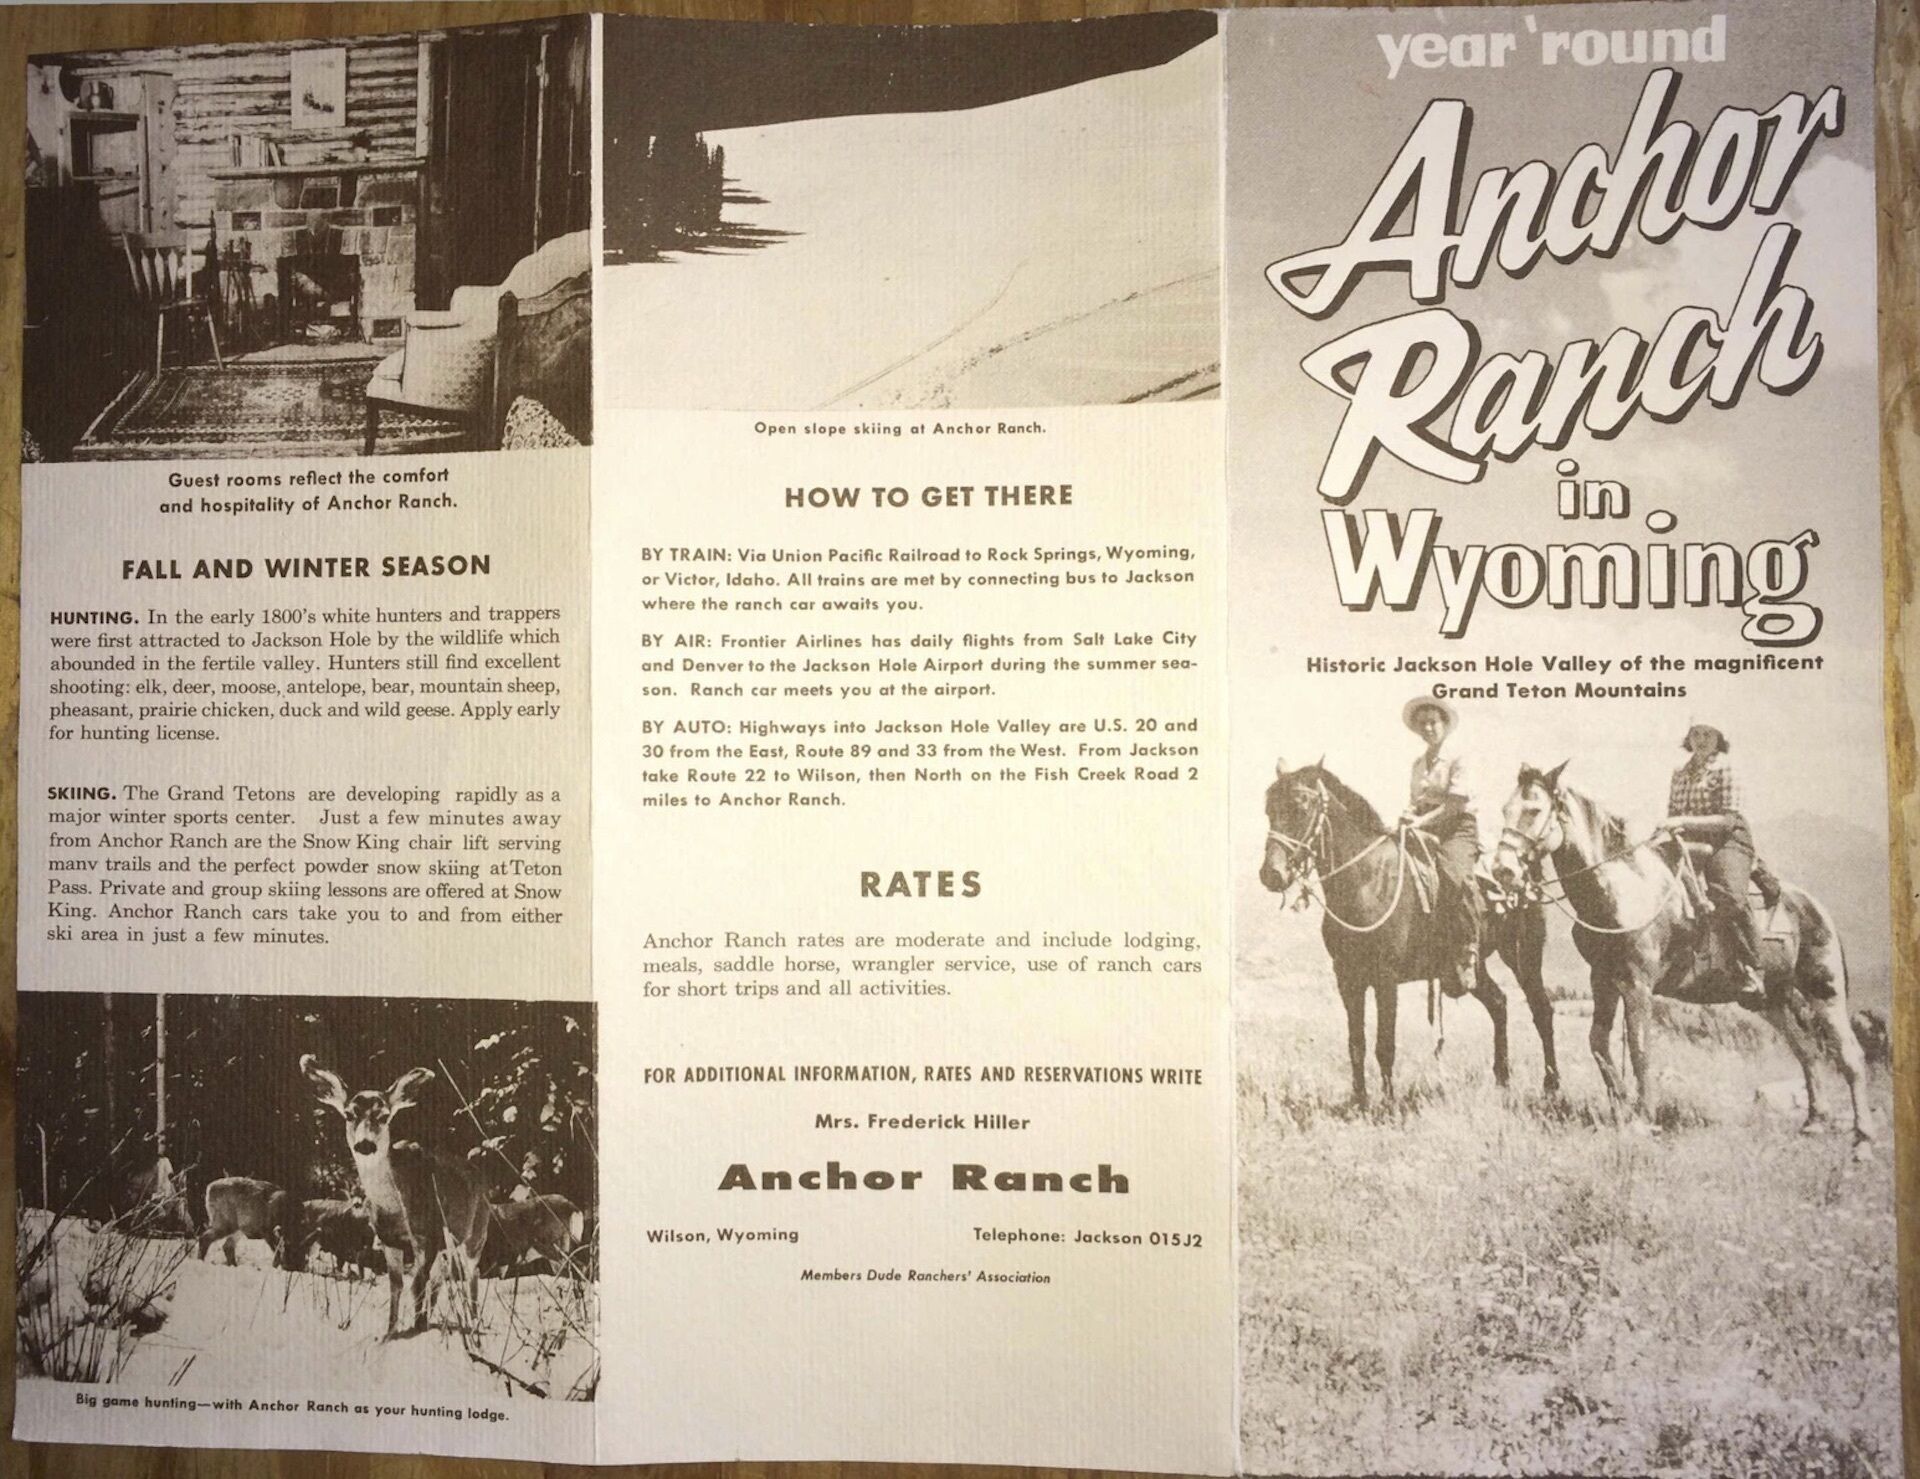 Guest rooms reflect the comfort
and hospitality of Anchor Ranch.
FALL AND WINTER SEASON
HUNTING. In the early 1800's white hunters and trappers
were first attracted to Jackson Hole by the wildlife which
abounded in the fertile valley. Hunters still find excellent
shooting: elk, deer, moose, antelope, bear, mountain sheep,
pheasant, prairie chicken, duck and wild geese. Apply early
for hunting license.
SKIING. The Grand Tetons are developing rapidly as a
major winter sports center. Just a few minutes away
from Anchor Ranch are the Snow King chair lift serving
many trails and the perfect powder snow skiing at Teton
Pass. Private and group skiing lessons are offered at Snow
King. Anchor Ranch cars take you to and from either
ski area in just a few minutes.
Big game hunting—with Anchor Ranch as your hunting lodge.
Open slope skiing at Anchor Ranch.
HOW TO GET THERE
BY TRAIN: Via Union Pacific Railroad to Rock Springs, Wyoming,
or Victor, Idaho. All trains are met by connecting bus to Jackson
where the ranch car awaits you.
BY AIR: Frontier Airlines has daily flights from Salt Lake City
and Denver to the Jackson Hole Airport during the summer sea-
son. Ranch car meets you at the airport.
BY AUTO: Highways into Jackson Hole Valley are U.S. 20 and
30 from the East, Route 89 and 33 from the West. From Jackson
take Route 22 to Wilson, then North on the Fish Creek Road 2
miles to Anchor Ranch.
RATES
Anchor Ranch rates are moderate and include lodging,
meals, saddle horse, wrangler service, use of ranch cars
for short trips and all activities.
FOR ADDITIONAL INFORMATION, RATES AND RESERVATIONS WRITE
Mrs. Frederick Hiller
Anchor Ranch
Wilson, Wyoming Telephone: Jackson 015J2
Members Dude Ranchers' Association
year 'round
Anchor
Ranch
in
Wyoming
Historic Jackson Hole Valley of the magnificent
Grand Teton Mountains